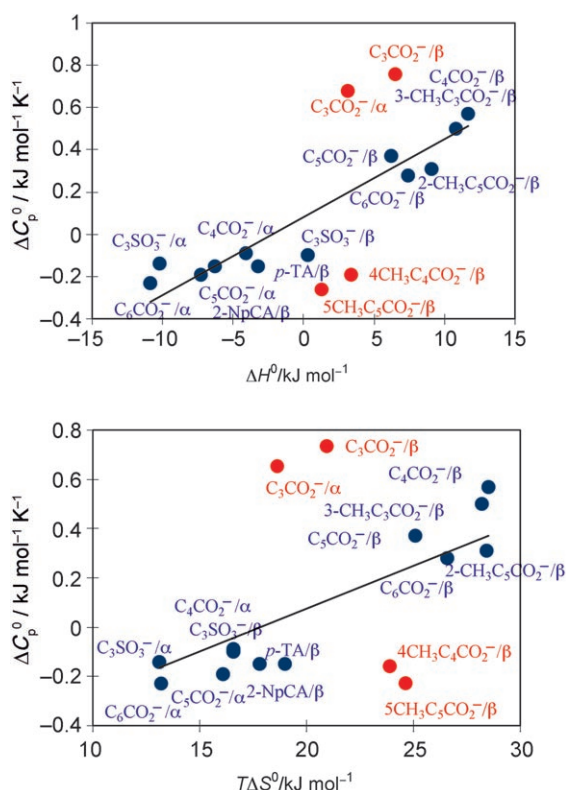 1
0.8
0.6
0.4
0.2
0
−0.2
−0.4
−15
−10
−5
0
5
10
15
ΔCp⁰ / kJ mol⁻¹ K⁻¹
ΔH⁰/kJ mol⁻¹
C₃CO₂⁻/β
C₃CO₂⁻/α
C₄CO₂⁻/β
3-CH₃C₃CO₂⁻/β
C₅CO₂⁻/β
2-CH₃C₅CO₂⁻/β
C₆CO₂⁻/β
C₃SO₃⁻/α
C₄CO₂⁻/α
C₃SO₃⁻/β
p-TA/β
4CH₃C₄CO₂⁻/β
C₆CO₂⁻/α
C₅CO₂⁻/α
2-NpCA/β
5CH₃C₅CO₂⁻/β
0.8
0.6
0.4
0.2
0
−0.2
−0.4
10
15
20
25
30
ΔCp⁰ / kJ mol⁻¹ K⁻¹
TΔS⁰/kJ mol⁻¹
C₃CO₂⁻/β
C₃CO₂⁻/α
C₄CO₂⁻/β
3-CH₃C₃CO₂⁻/β
C₅CO₂⁻/β
2-CH₃C₅CO₂⁻/β
C₆CO₂⁻/β
C₄CO₂⁻/α
C₃SO₃⁻/β
C₃SO₃⁻/α
p-TA/β
4CH₃C₄CO₂⁻/β
C₆CO₂⁻/α
C₅CO₂⁻/α
2-NpCA/β
5CH₃C₅CO₂⁻/β